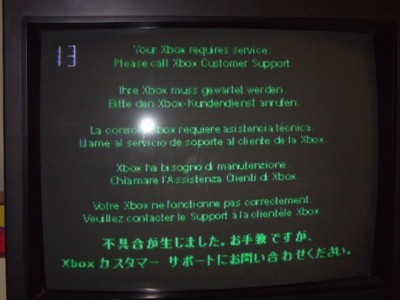 13
Your Xbox requires service.
Please call Xbox Customer Support.
Ihre Xbox muss gewartet werden.
Bitte den Xbox-Kundendienst anrufen.
La consola Xbox requiere asistencia técnica.
Llame al servicio de soporte al cliente de la Xbox.
Xbox ha bisogno di manutenzione.
Chiamare l'Assistenza Clienti di Xbox.
Votre Xbox ne fonctionne pas correctement.
Veuillez contacter le Support à la clientèle Xbox.
不具合が生じました。お手数ですが、
Xbox カスタマー サポートにお問い合わせください。